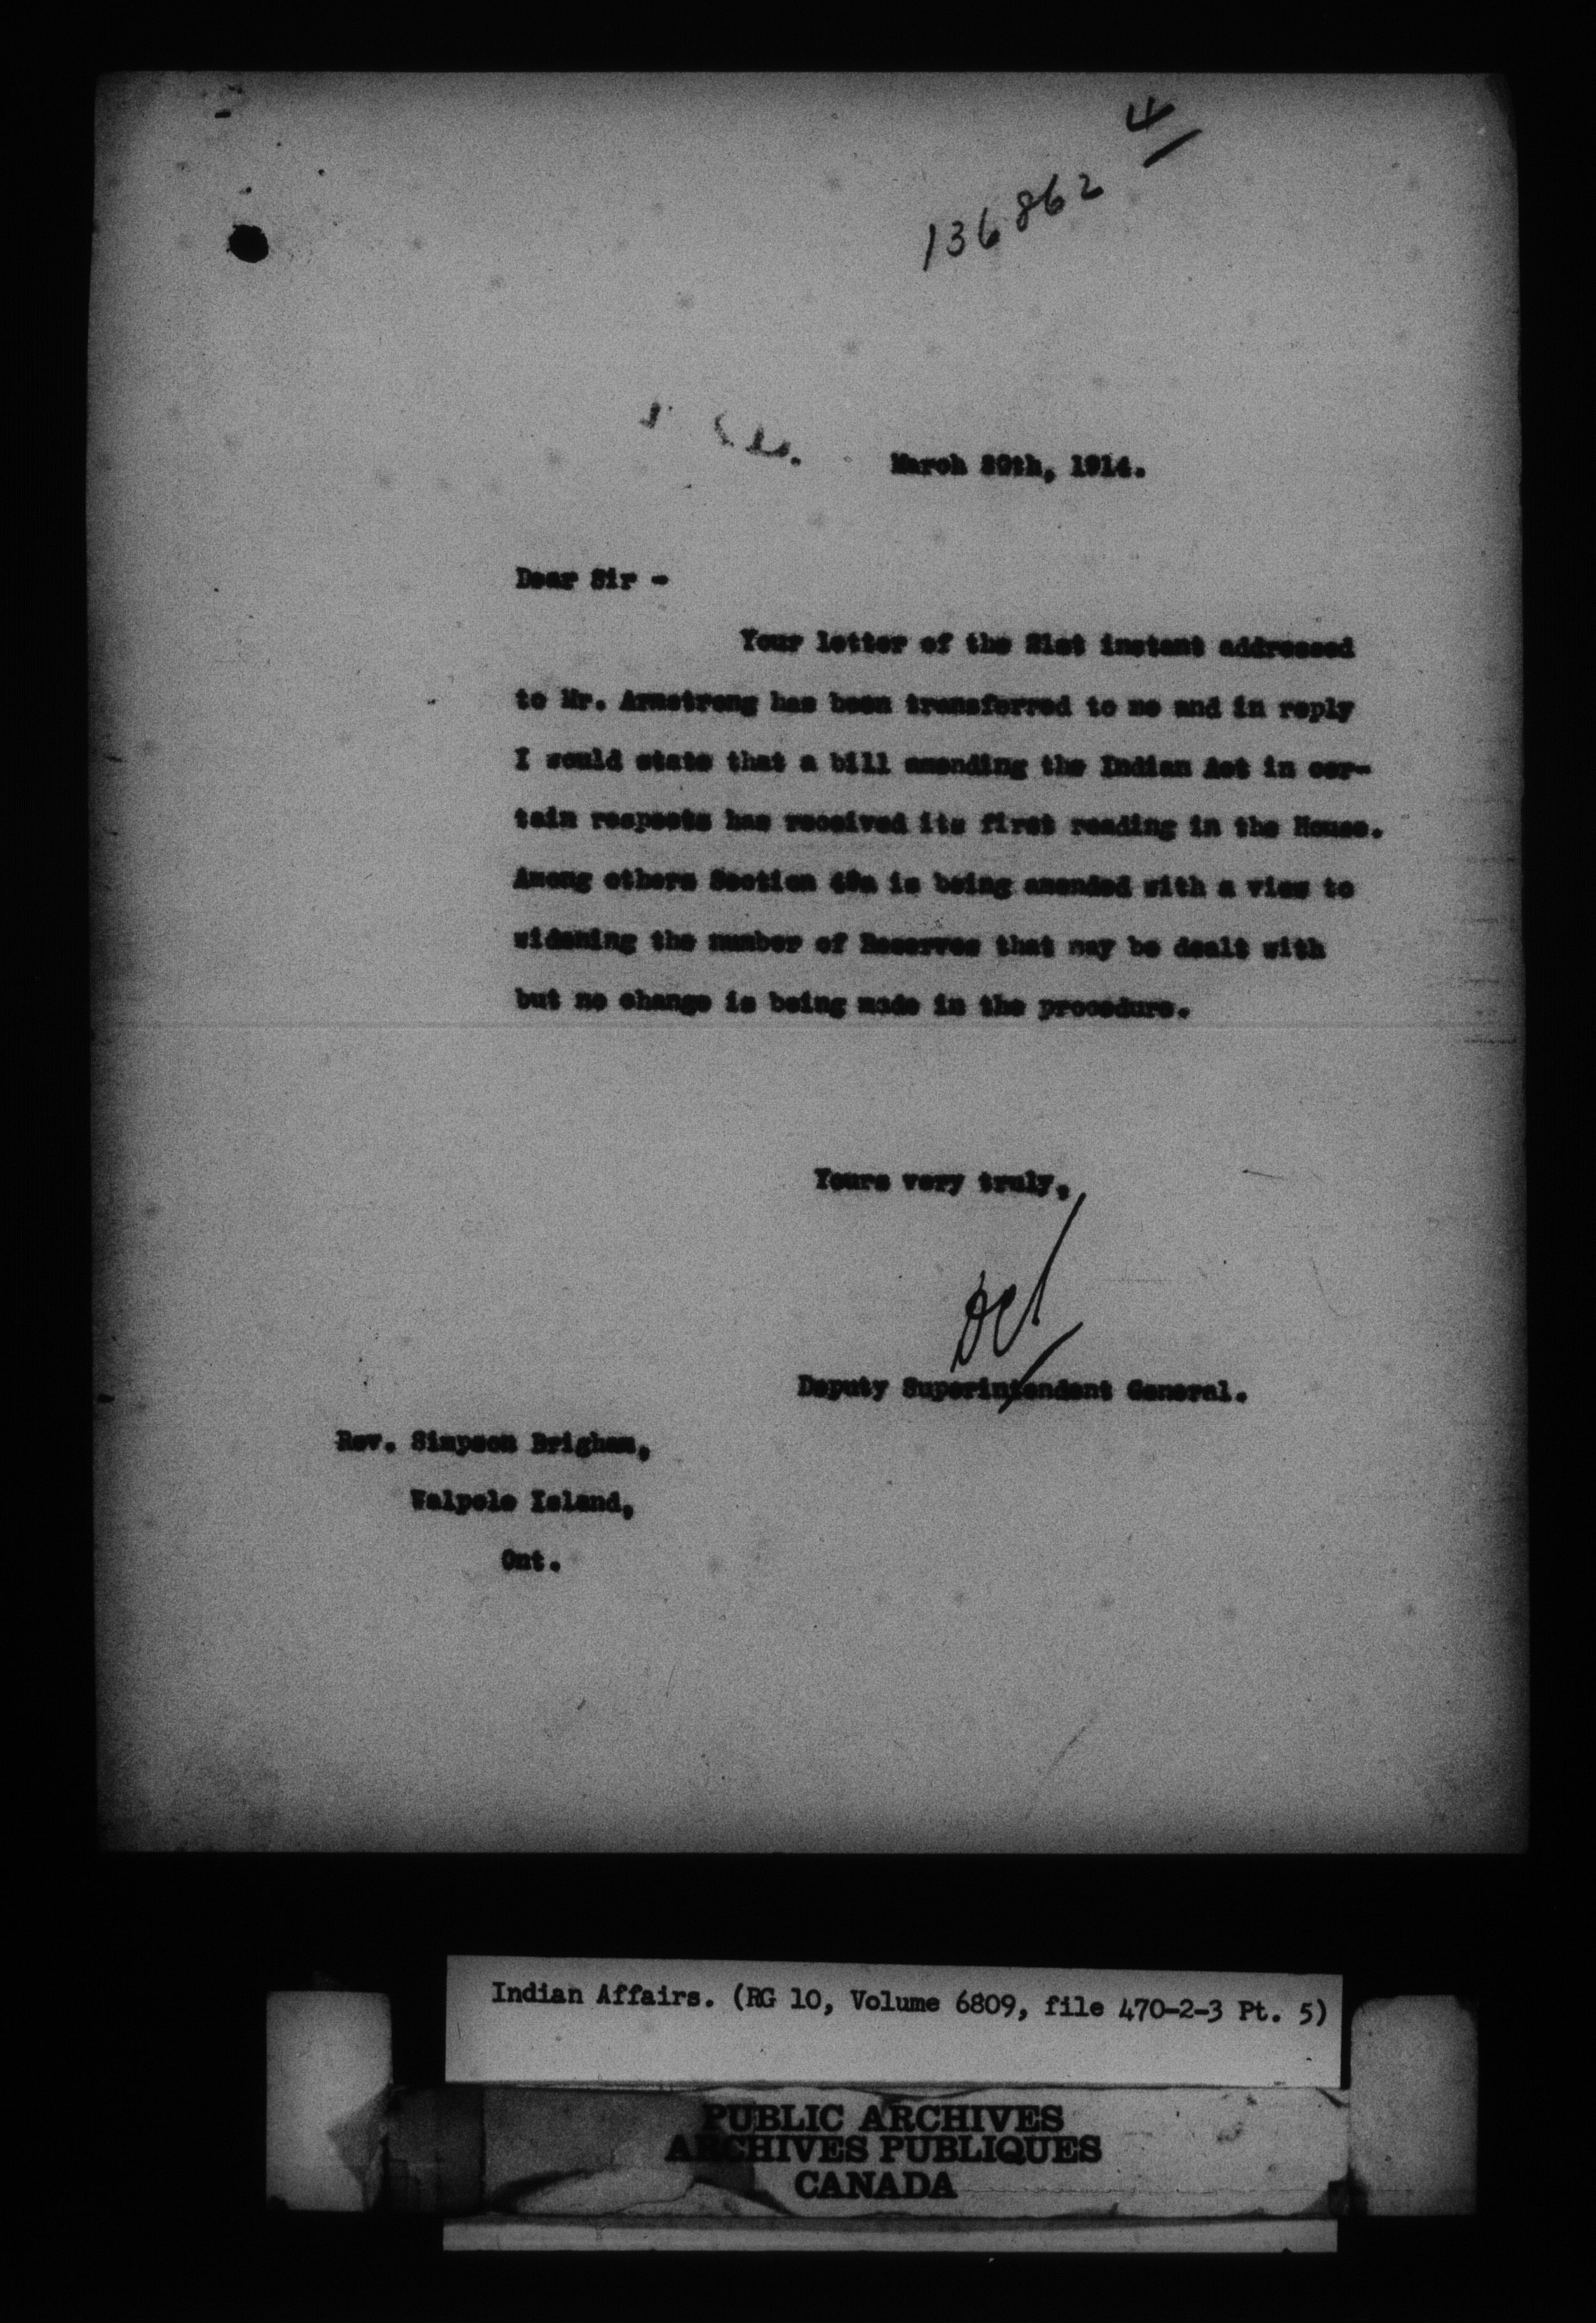 4/
136862
March 30th, 1914.
Dear Sir -
Your letter of the 21st instant addressed
to Mr. Armstrong has been transferred to me and in reply
I would state that a bill amending the Indian Act in cer-
tain respects has received its first reading in the House.
Among others Section 49a is being amended with a view to
widening the number of Reserves that may be dealt with
but no change is being made in the procedure.
Yours very truly,
Deputy Superintendent General.
Rev. Simpson Brigham,
Walpole Island,
Ont.
Indian Affairs. (RG 10, Volume 6809, file 470-2-3 Pt. 5)
PUBLIC ARCHIVES
ARCHIVES PUBLIQUES
CANADA